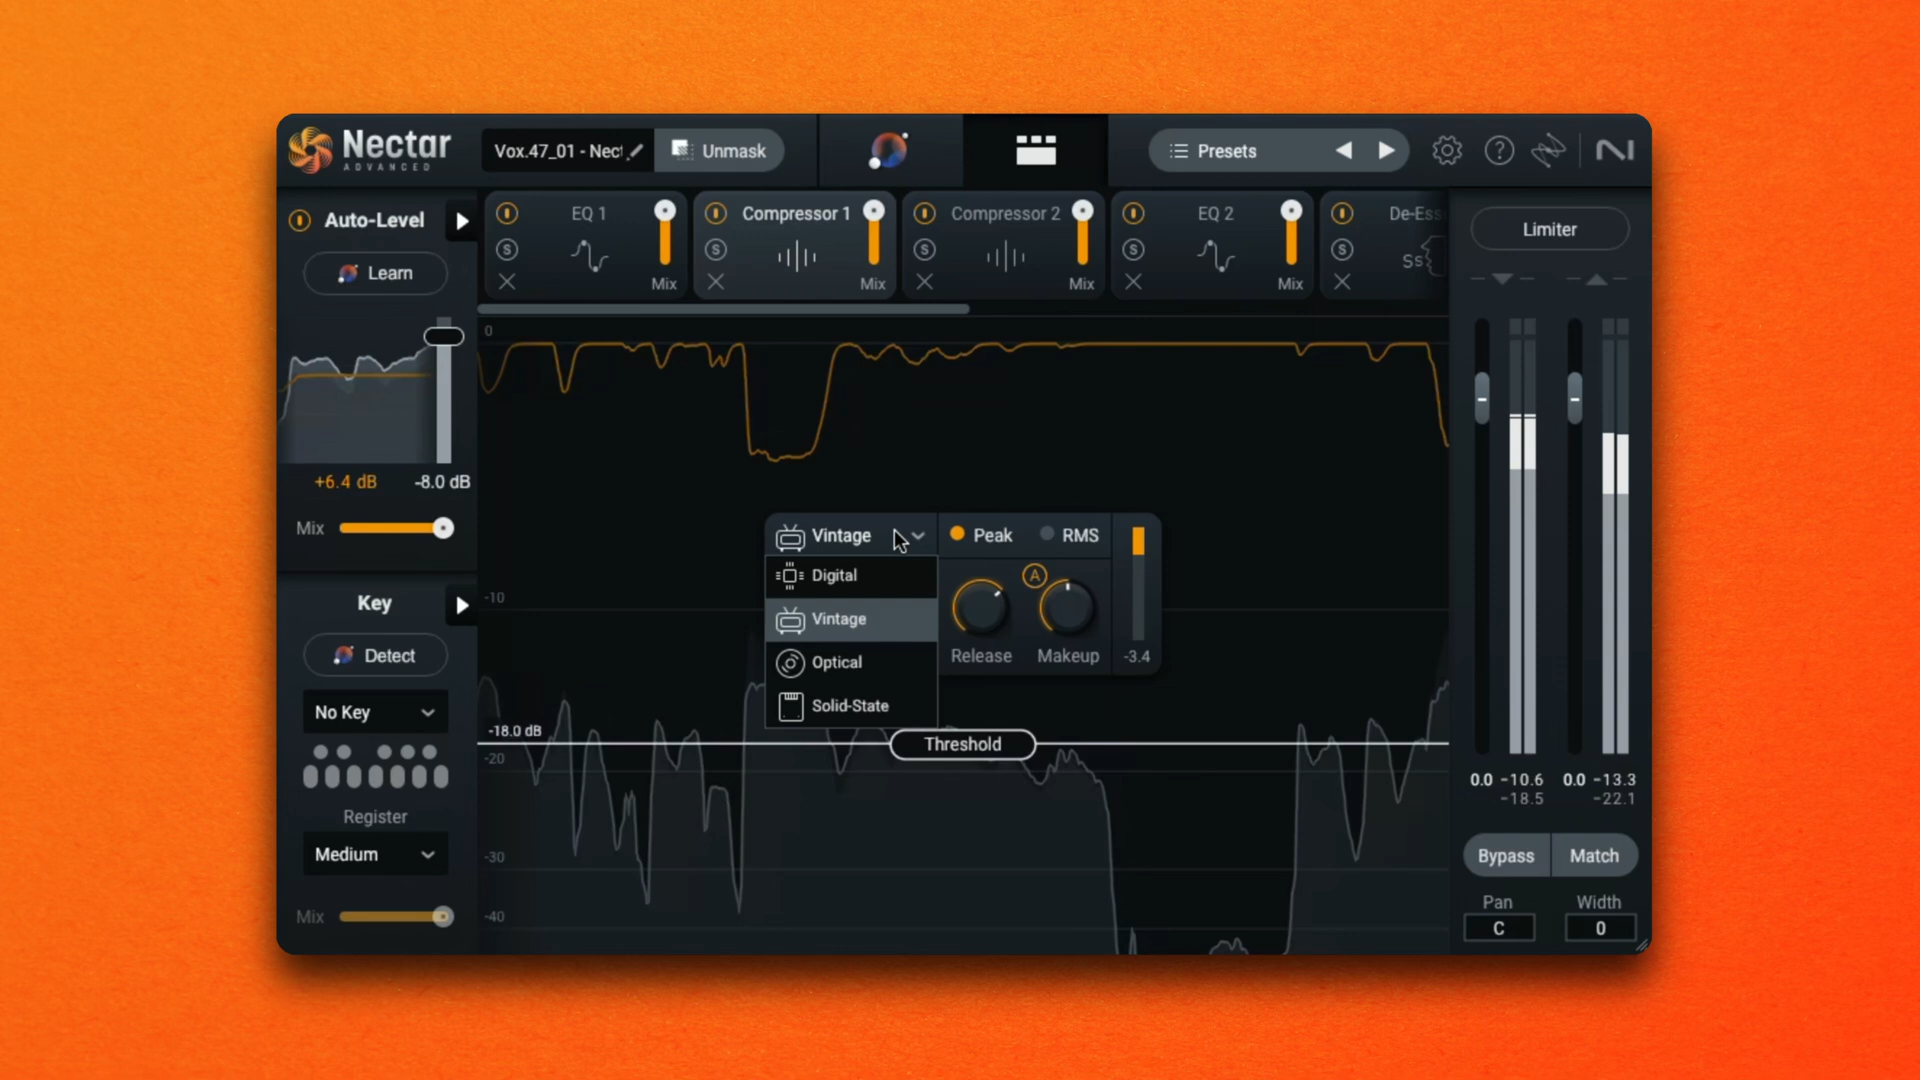 Nectar
ADVANCED
Vox.47_01 - Nect
Unmask
Presets
?
Auto-Level
Learn
+6.4 dB
-8.0 dB
Mix
Key
Detect
No Key
Register
Medium
Mix
EQ 1
S
Mix
Compressor 1
S
Mix
Compressor 2
S
Mix
EQ 2
S
Mix
De-Ess
S
Ss
0
-10
-18.0 dB
-20
-30
-40
Vintage
Digital
Vintage
Optical
Solid-State
Peak
RMS
A
Release
Makeup
-3.4
Threshold
Limiter
0.0 -10.6
-18.5
0.0 -13.3
-22.1
Bypass
Match
Pan
C
Width
0